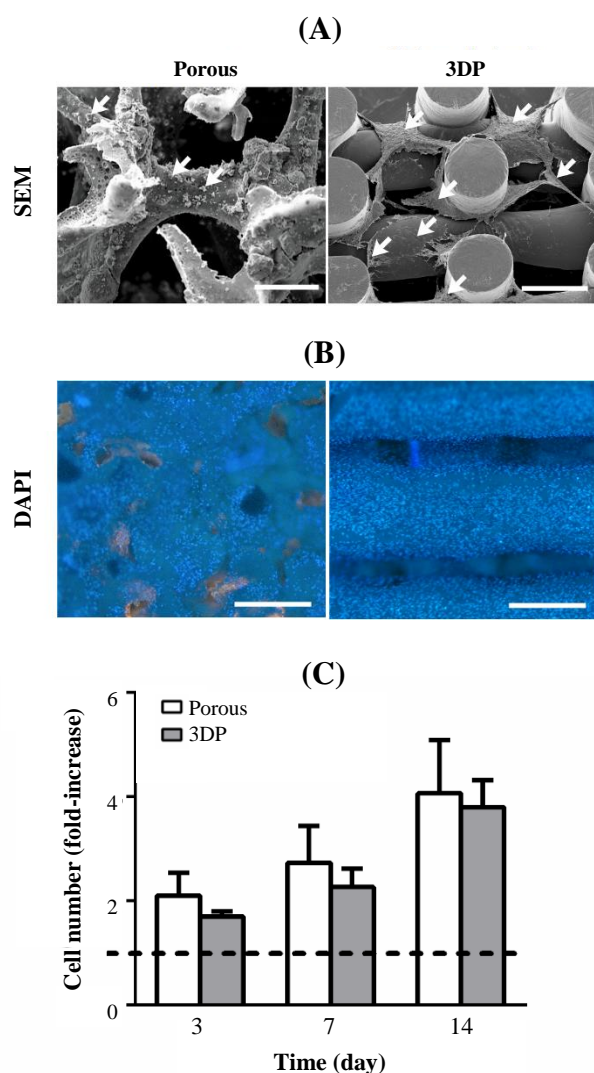 (A)
Porous 3DP
SEM
(B)
DAPI
(C)
6
4
2
0
Cell number (fold-increase)
Porous
3DP
3 7 14
Time (day)